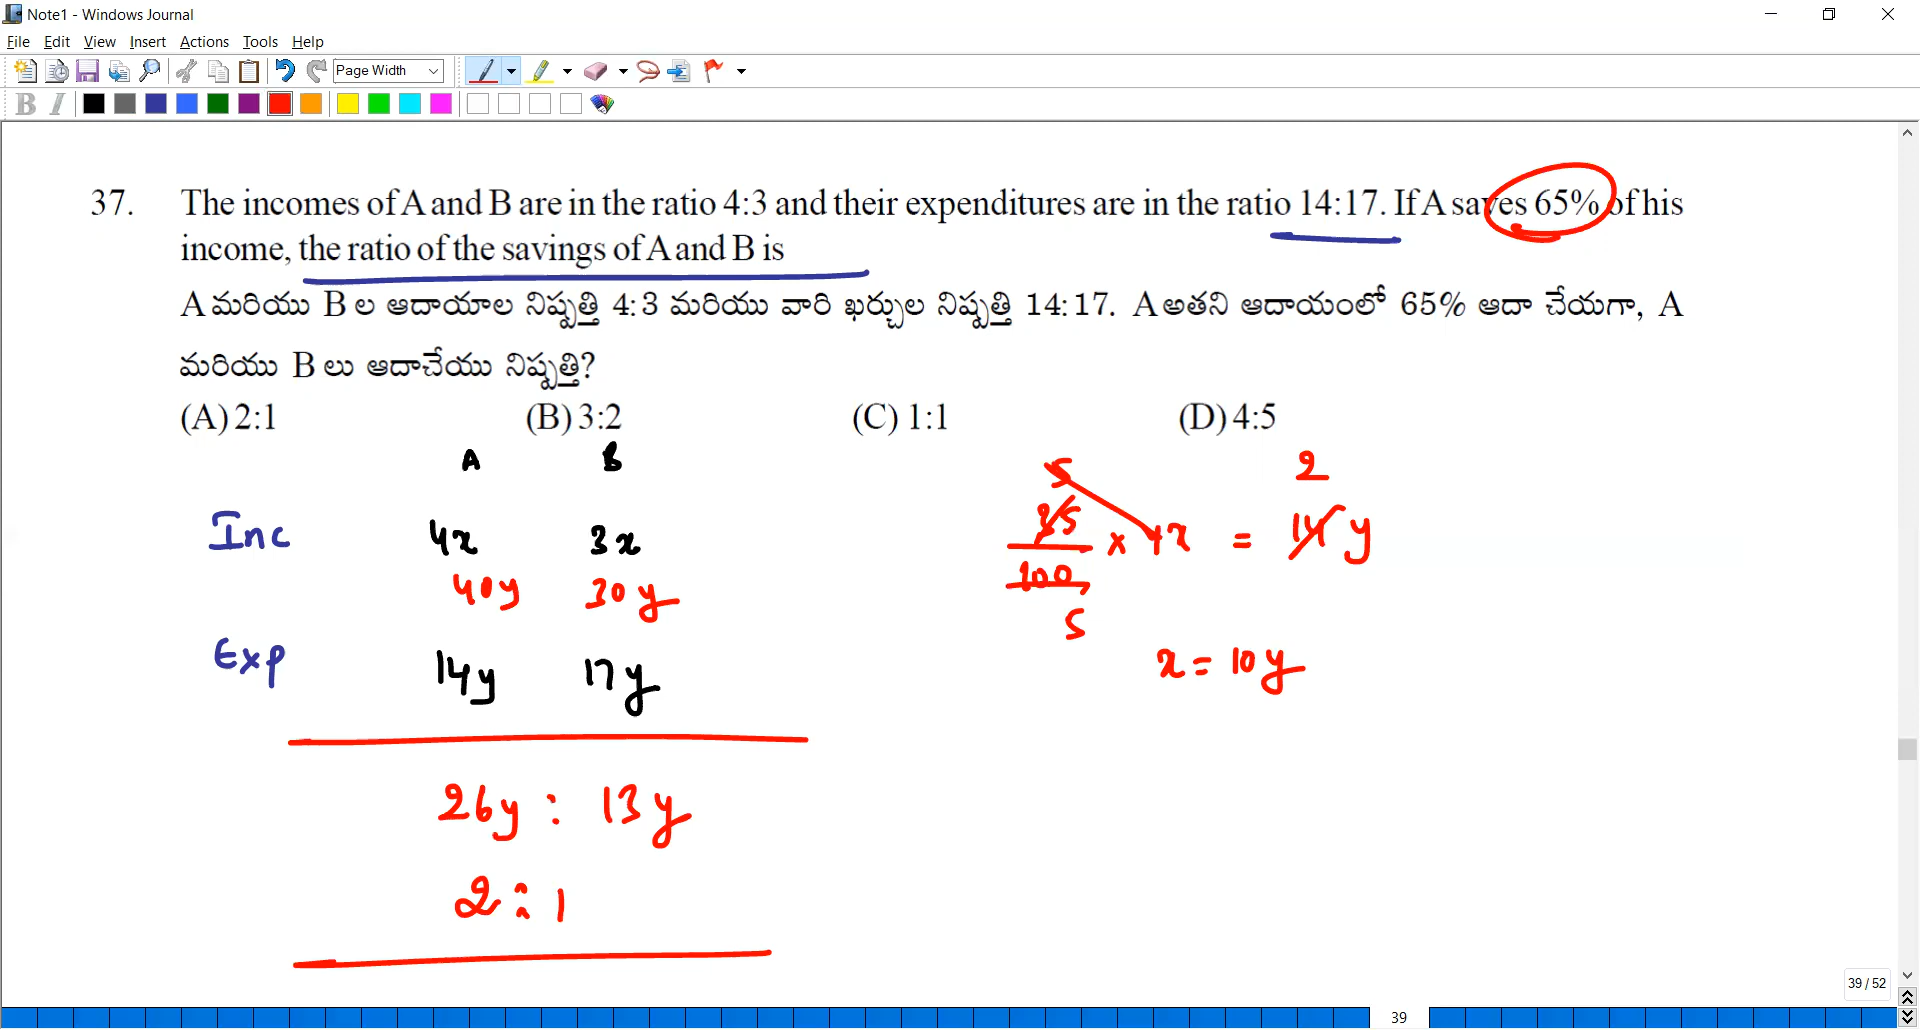 Note1 - Windows Journal
File Edit View Insert Actions Tools Help
Page Width
B I
37. The incomes of A and B are in the ratio 4:3 and their expenditures are in the ratio 14:17. If A saves 65% of his
income, the ratio of the savings of A and B is
A మరియు B ల ఆదాయాల నిష్పత్తి 4:3 మరియు వారి ఖర్చుల నిష్పత్తి 14:17. A అతని ఆదాయంలో 65% ఆదా చేయగా, A
మరియు B లు ఆదాచేయు నిష్పత్తి?
(A) 2:1 (B) 3:2 (C) 1:1 (D) 4:5
A B
5 2
Inc 4x 3x
35/100 × 4x = 14 y
40y 30y
5
Exp 14y 17y
x = 10y
26y : 13y
2 : 1
39 / 52
39